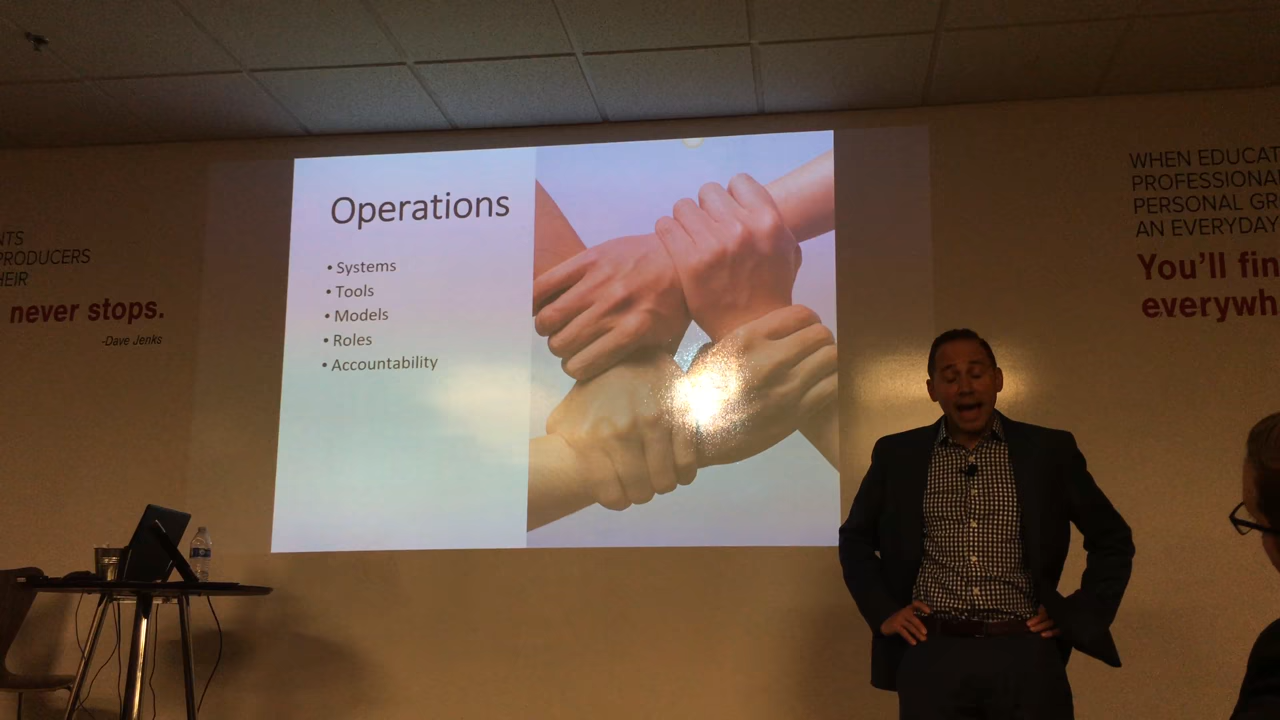 NTS
PRODUCERS
HEIR
never stops.
-Dave Jenks
Operations
• Systems
• Tools
• Models
• Roles
• Accountability
WHEN EDUCAT
PROFESSIONA
PERSONAL GR
AN EVERYDAY
You'll fin
everywh